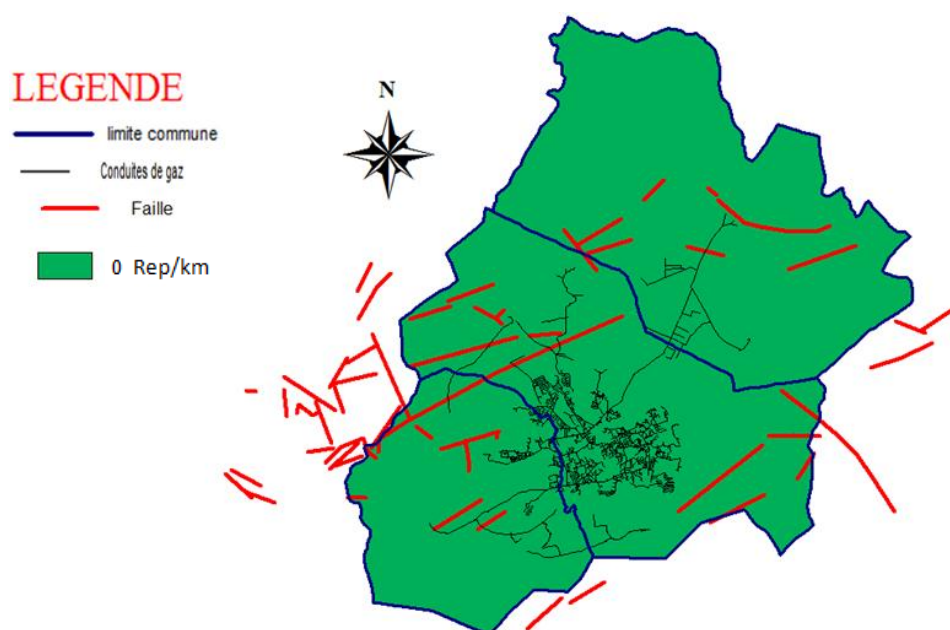 LEGENDE
limite commune
Conduites de gaz
Faille
0 Rep/km
N